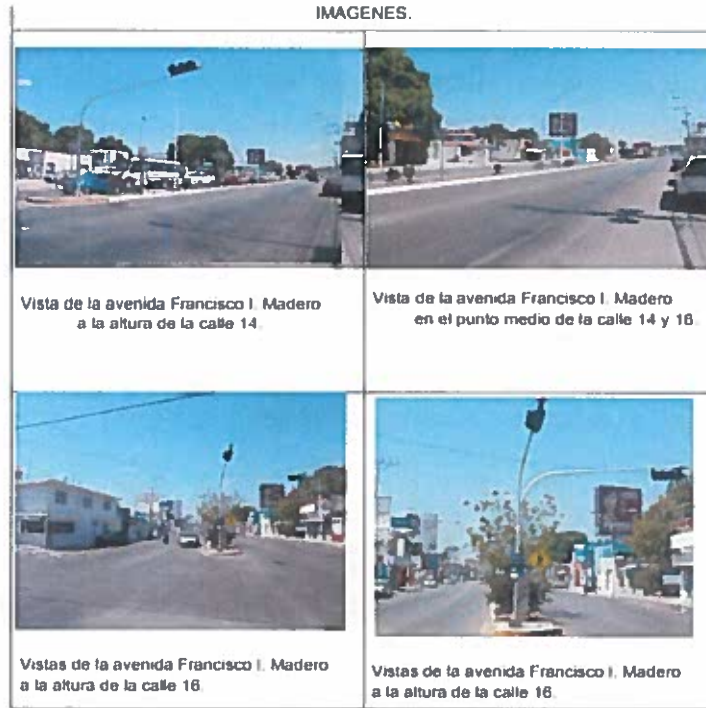 IMAGENES.
Vista de la avenida Francisco I. Madero
a la altura de la calle 14.
Vista de la avenida Francisco I. Madero
en el punto medio de la calle 14 y 16.
Vistas de la avenida Francisco I. Madero
a la altura de la calle 16.
Vistas de la avenida Francisco I. Madero
a la altura de la calle 16.